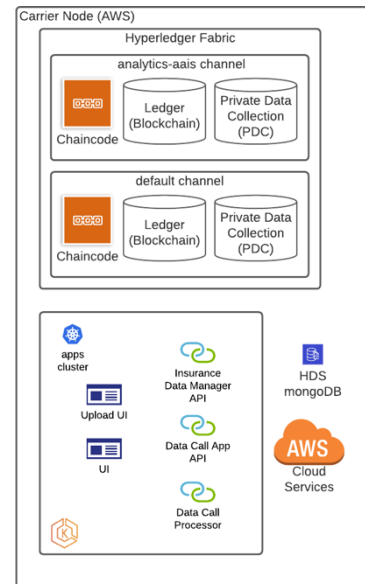 Carrier Node (AWS)
Hyperledger Fabric
analytics-aais channel
Chaincode
Ledger
(Blockchain)
Private Data
Collection
(PDC)
default channel
Chaincode
Ledger
(Blockchain)
Private Data
Collection
(PDC)
apps
cluster
Upload UI
UI
Insurance
Data Manager
API
Data Call App
API
Data Call
Processor
HDS
mongoDB
AWS
Cloud
Services
K